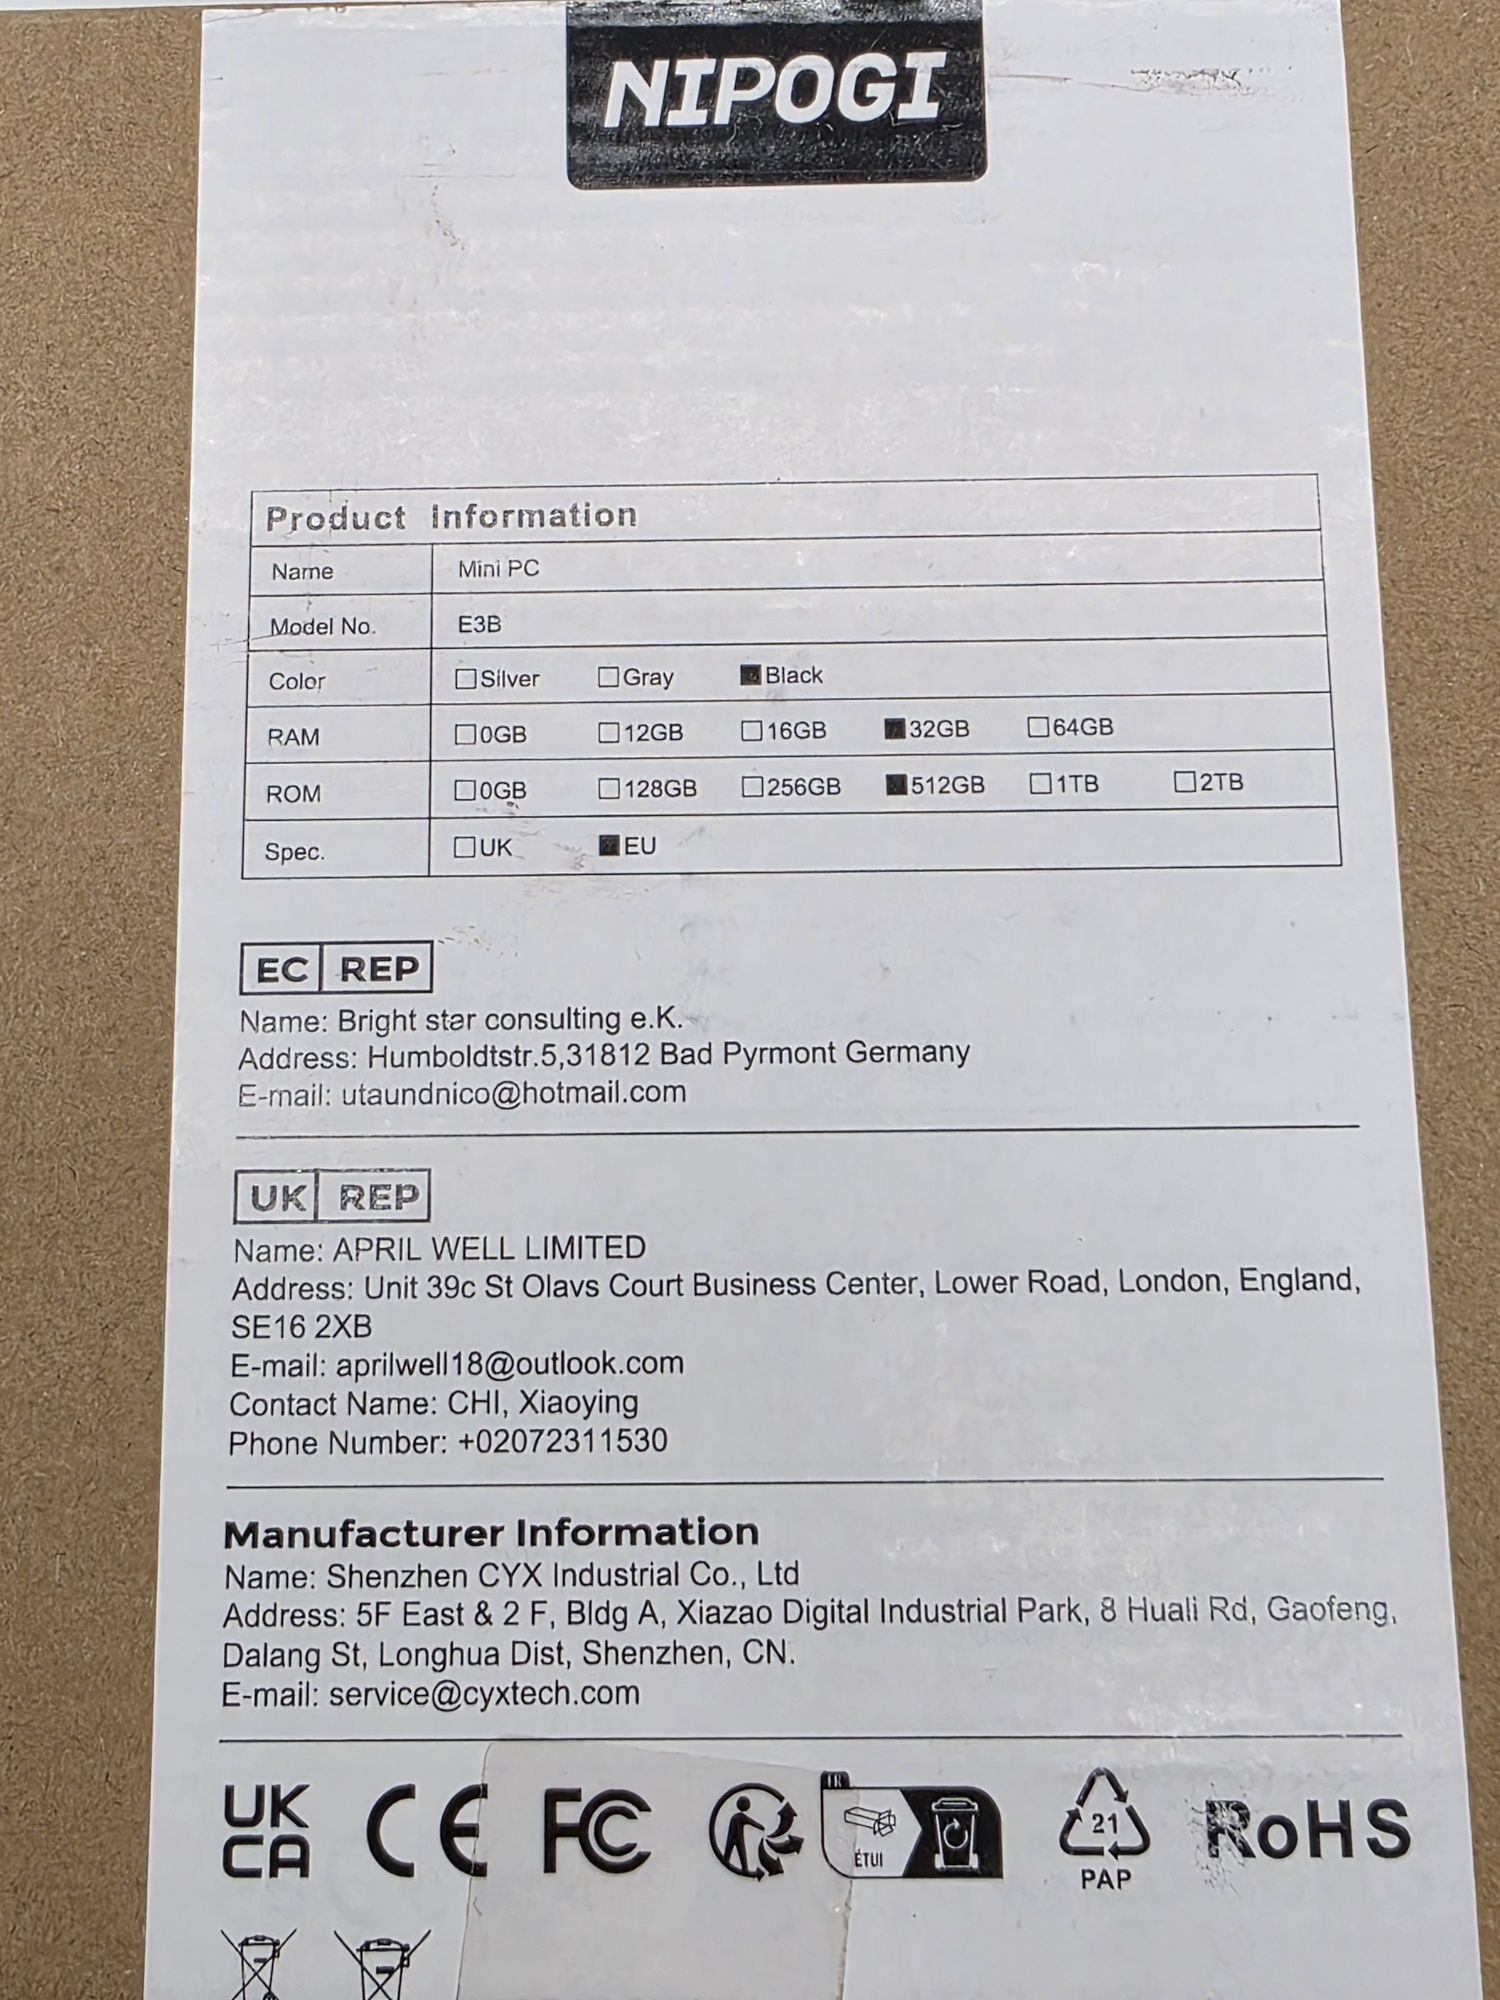 NIPOGI
Product Information
Name Mini PC
Model No. E3B
Color ☐Silver ☐Gray ■Black
RAM ☐0GB ☐12GB ☐16GB ■32GB ☐64GB
ROM ☐0GB ☐128GB ☐256GB ■512GB ☐1TB ☐2TB
Spec. ☐UK ■EU
EC REP
Name: Bright star consulting e.K.
Address: Humboldtstr.5,31812 Bad Pyrmont Germany
E-mail: utaundnico@hotmail.com
UK REP
Name: APRIL WELL LIMITED
Address: Unit 39c St Olavs Court Business Center, Lower Road, London, England,
SE16 2XB
E-mail: aprilwell18@outlook.com
Contact Name: CHI, Xiaoying
Phone Number: +02072311530
Manufacturer Information
Name: Shenzhen CYX Industrial Co., Ltd
Address: 5F East & 2 F, Bldg A, Xiazao Digital Industrial Park, 8 Huali Rd, Gaofeng,
Dalang St, Longhua Dist, Shenzhen, CN.
E-mail: service@cyxtech.com
UK
CA
CE FC
FR
ÉTUI
21
PAP
RoHS